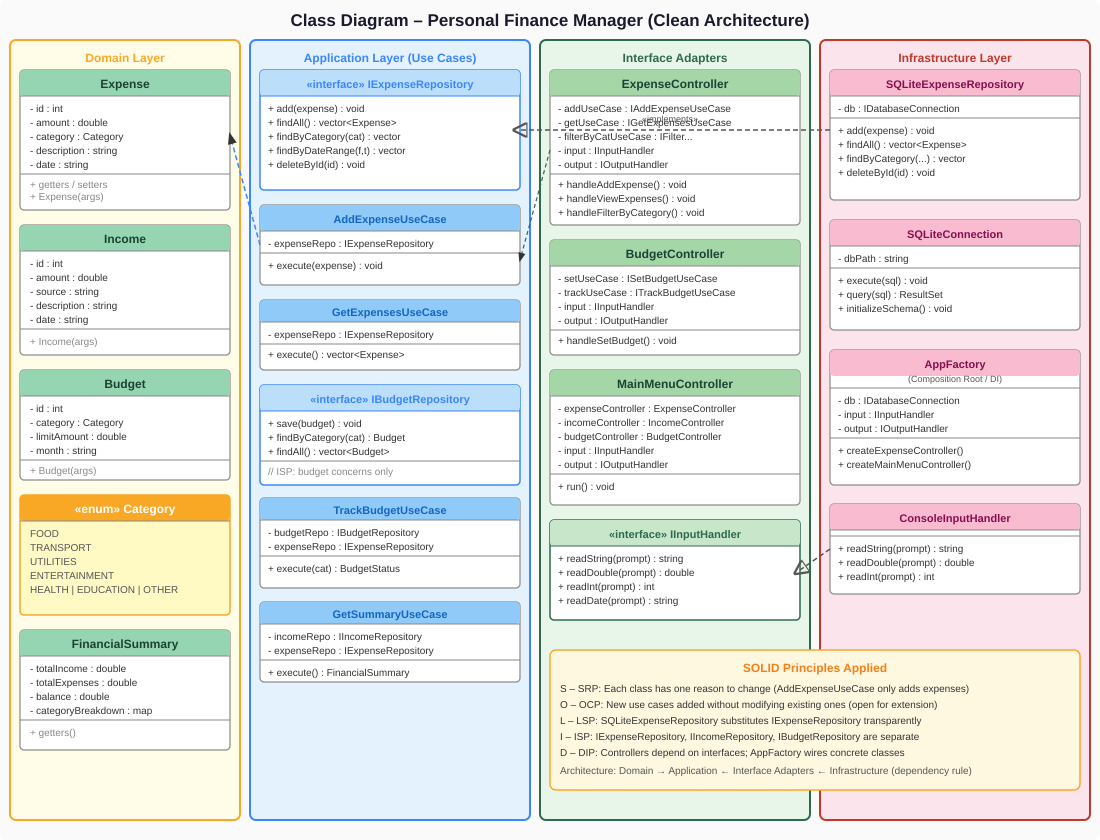 Class Diagram – Personal Finance Manager (Clean Architecture)
Domain Layer
Expense
- id : int
- amount : double
- category : Category
- description : string
- date : string
+ getters / setters
+ Expense(args)
Income
- id : int
- amount : double
- source : string
- description : string
- date : string
+ Income(args)
Budget
- id : int
- category : Category
- limitAmount : double
- month : string
+ Budget(args)
«enum» Category
FOOD
TRANSPORT
UTILITIES
ENTERTAINMENT
HEALTH | EDUCATION | OTHER
FinancialSummary
- totalIncome : double
- totalExpenses : double
- balance : double
- categoryBreakdown : map
+ getters()
Application Layer (Use Cases)
«interface» IExpenseRepository
+ add(expense) : void
+ findAll() : vector<Expense>
+ findByCategory(cat) : vector
+ findByDateRange(f,t) : vector
+ deleteById(id) : void
AddExpenseUseCase
- expenseRepo : IExpenseRepository
+ execute(expense) : void
GetExpensesUseCase
- expenseRepo : IExpenseRepository
+ execute() : vector<Expense>
«interface» IBudgetRepository
+ save(budget) : void
+ findByCategory(cat) : Budget
+ findAll() : vector<Budget>
// ISP: budget concerns only
TrackBudgetUseCase
- budgetRepo : IBudgetRepository
- expenseRepo : IExpenseRepository
+ execute(cat) : BudgetStatus
GetSummaryUseCase
- incomeRepo : IIncomeRepository
- expenseRepo : IExpenseRepository
+ execute() : FinancialSummary
Interface Adapters
ExpenseController
- addUseCase : IAddExpenseUseCase
«implements»
- getUseCase : IGetExpensesUseCase
- filterByCatUseCase : IFilter...
- input : IInputHandler
- output : IOutputHandler
+ handleAddExpense() : void
+ handleViewExpenses() : void
+ handleFilterByCategory() : void
BudgetController
- setUseCase : ISetBudgetUseCase
- trackUseCase : ITrackBudgetUseCase
- input : IInputHandler
- output : IOutputHandler
+ handleSetBudget() : void
MainMenuController
- expenseController : ExpenseController
- incomeController : IncomeController
- budgetController : BudgetController
- input : IInputHandler
- output : IOutputHandler
+ run() : void
«interface» IInputHandler
+ readString(prompt) : string
+ readDouble(prompt) : double
+ readInt(prompt) : int
+ readDate(prompt) : string
Infrastructure Layer
SQLiteExpenseRepository
- db : IDatabaseConnection
+ add(expense) : void
+ findAll() : vector<Expense>
+ findByCategory(...) : vector
+ deleteById(id) : void
SQLiteConnection
- dbPath : string
+ execute(sql) : void
+ query(sql) : ResultSet
+ initializeSchema() : void
AppFactory
(Composition Root / DI)
- db : IDatabaseConnection
- input : IInputHandler
- output : IOutputHandler
+ createExpenseController()
+ createMainMenuController()
ConsoleInputHandler
+ readString(prompt) : string
+ readDouble(prompt) : double
+ readInt(prompt) : int
SOLID Principles Applied
S – SRP: Each class has one reason to change (AddExpenseUseCase only adds expenses)
O – OCP: New use cases added without modifying existing ones (open for extension)
L – LSP: SQLiteExpenseRepository substitutes IExpenseRepository transparently
I – ISP: IExpenseRepository, IIncomeRepository, IBudgetRepository are separate
D – DIP: Controllers depend on interfaces; AppFactory wires concrete classes
Architecture: Domain → Application ← Interface Adapters ← Infrastructure (dependency rule)